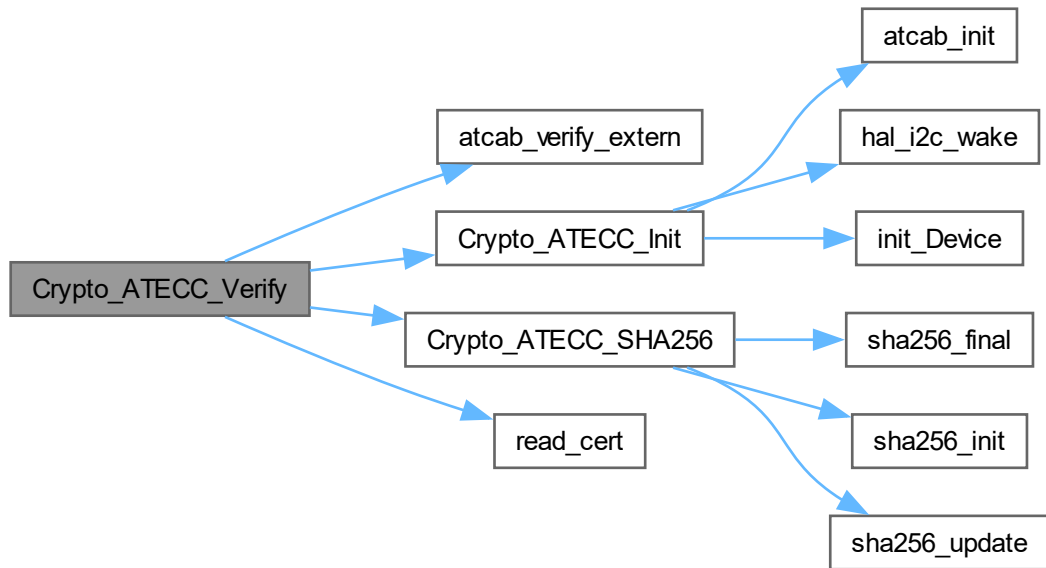 atcab_init
hal_i2c_wake
atcab_verify_extern
Crypto_ATECC_Init
init_Device
Crypto_ATECC_Verify
Crypto_ATECC_SHA256
sha256_final
read_cert
sha256_init
sha256_update